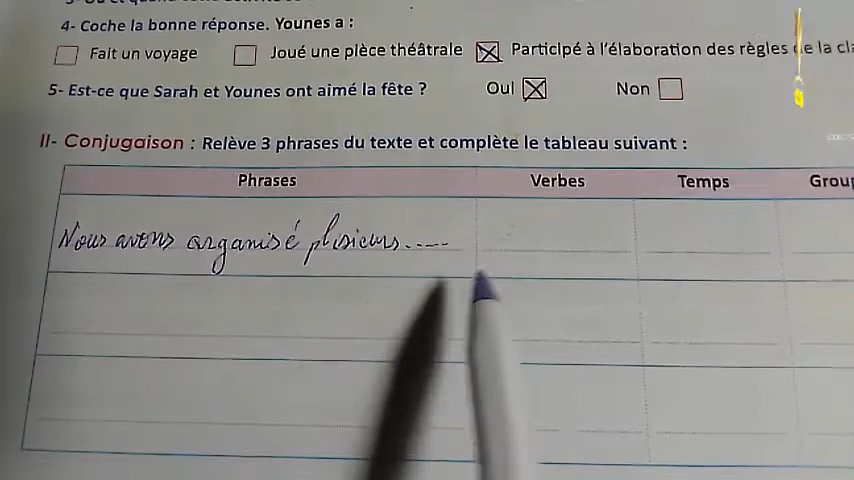 4- Coche la bonne réponse. Younes a :
Fait un voyage Joué une pièce théâtrale Participé à l'élaboration des règles de la cla
5- Est-ce que Sarah et Younes ont aimé la fête ? Oui Non
II- Conjugaison : Relève 3 phrases du texte et complète le tableau suivant :
Phrases Verbes Temps Group
Nous avons organisé plusieurs.....